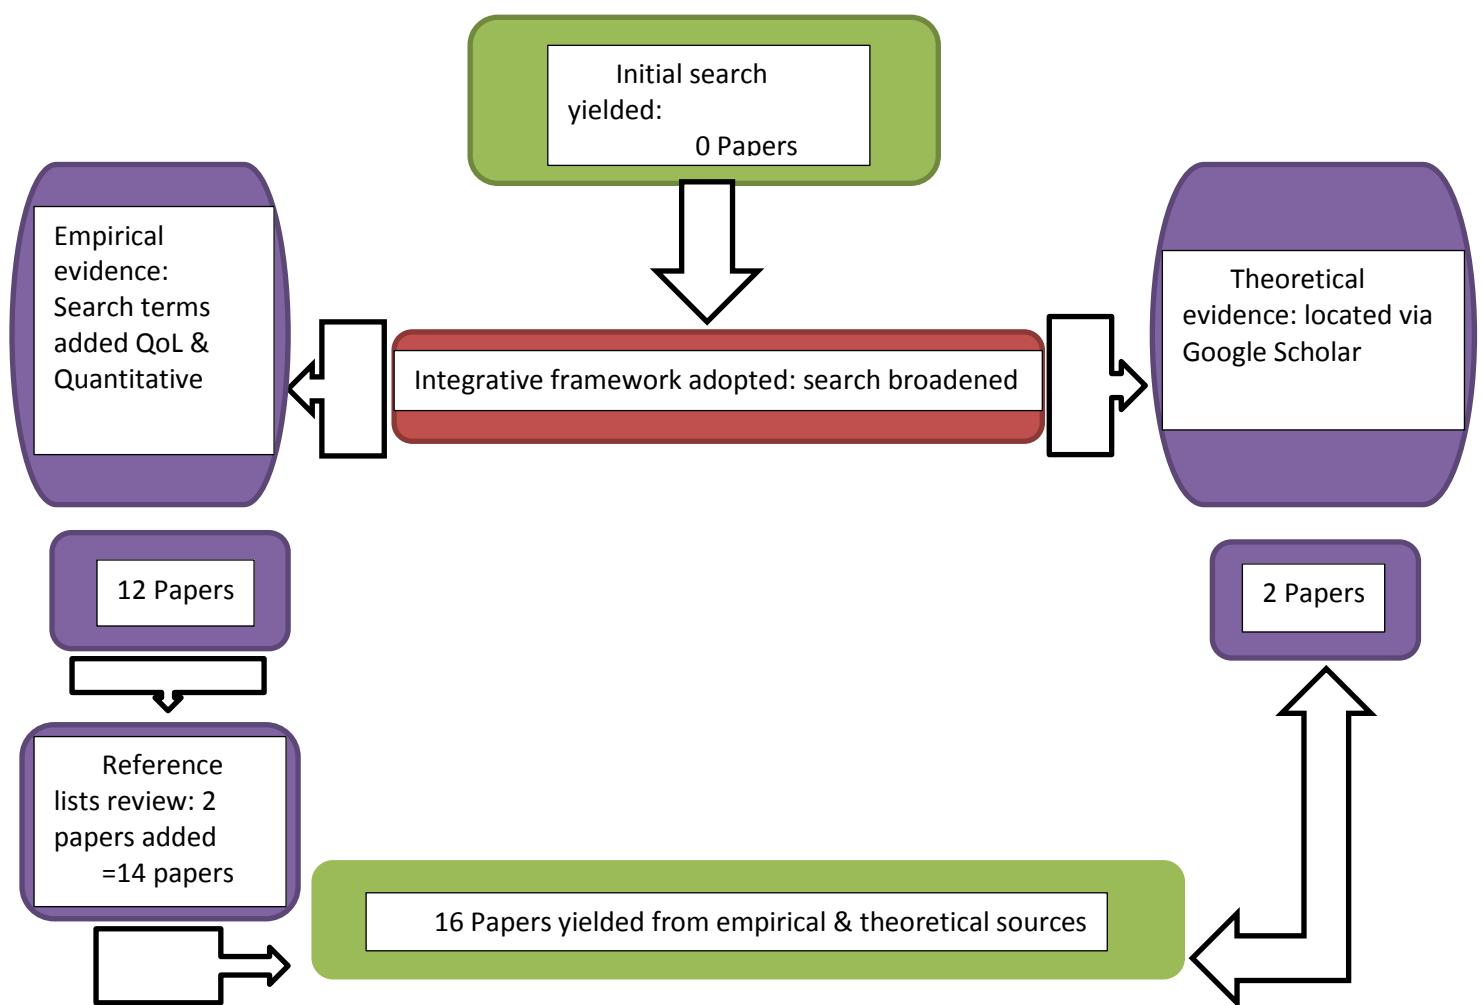 Initial search
yielded:
0 Papers
Empirical
evidence:
Search terms
added QoL &
Quantitative
Integrative framework adopted: search broadened
Theoretical
evidence: located via
Google Scholar
12 Papers
2 Papers
Reference
lists review: 2
papers added
=14 papers
16 Papers yielded from empirical & theoretical sources